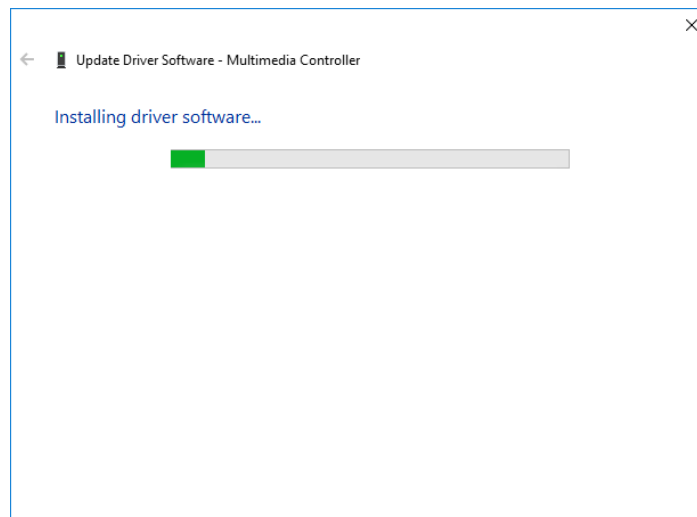 Update Driver Software - Multimedia Controller
Installing driver software...